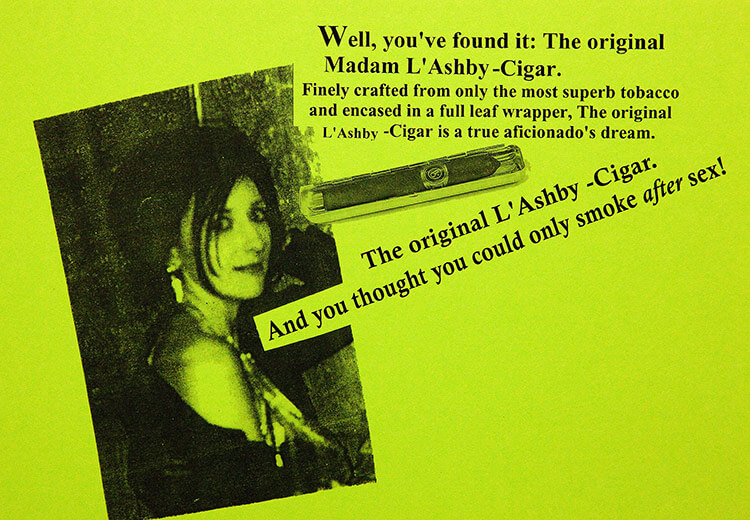 Well, you've found it: The original
Madam L'Ashby-Cigar.
Finely crafted from only the most superb tobacco
and encased in a full leaf wrapper, The original
L'Ashby -Cigar is a true aficionado's dream.
The original L'Ashby -Cigar.
And you thought you could only smoke after sex!